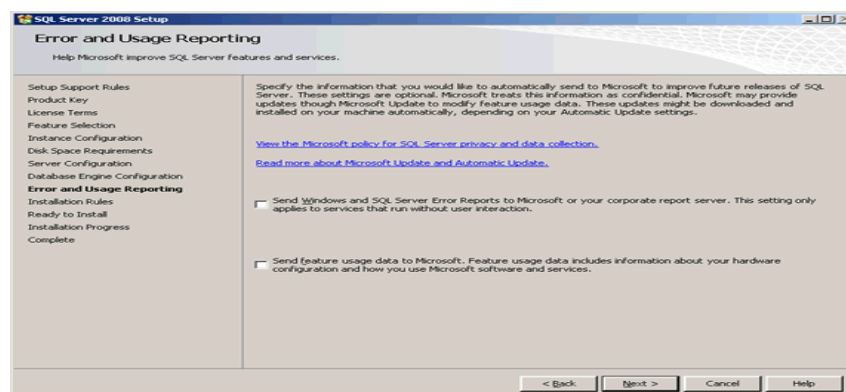 SQL Server 2008 Setup
Error and Usage Reporting
Help Microsoft improve SQL Server features and services.
Setup Support Rules
Product Key
License Terms
Feature Selection
Instance Configuration
Disk Space Requirements
Server Configuration
Database Engine Configuration
Error and Usage Reporting
Installation Rules
Ready to Install
Installation Progress
Complete
Specify the information that you would like to automatically send to Microsoft to improve future releases of SQL
Server. These settings are optional. Microsoft treats this information as confidential. Microsoft may provide
updates though Microsoft Update to modify feature usage data. These updates might be downloaded and
installed on your machine automatically, depending on your Automatic Update settings.
View the Microsoft policy for SQL Server privacy and data collection.
Read more about Microsoft Update and Automatic Update.
Send Windows and SQL Server Error Reports to Microsoft or your corporate report server. This setting only
applies to services that run without user interaction.
Send feature usage data to Microsoft. Feature usage data includes information about your hardware
configuration and how you use Microsoft software and services.
< Back
Next >
Cancel
Help